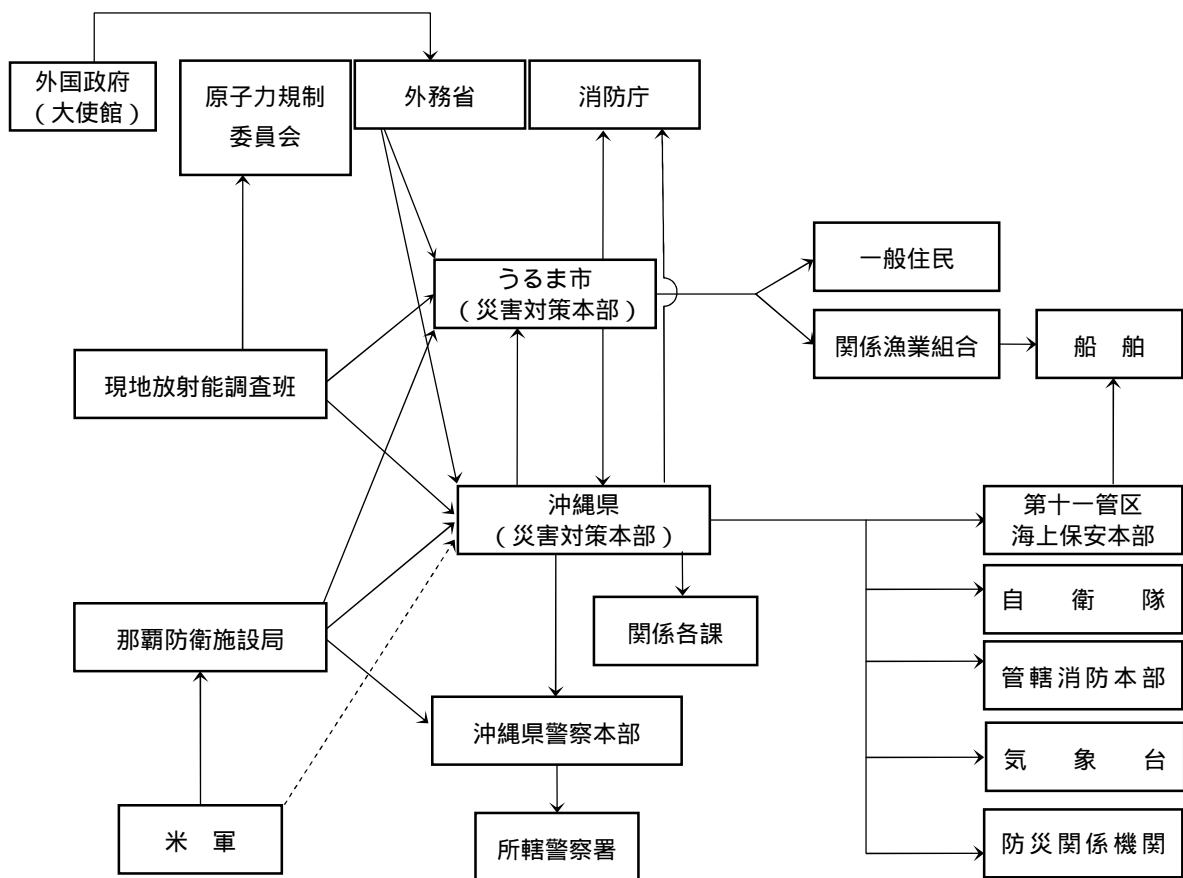 外国政府
（大使館）
原子力規制
委員会
外務省
消防庁
うるま市
（災害対策本部）
一般住民
関係漁業組合
船　舶
現地放射能調査班
沖縄県
（災害対策本部）
第十一管区
海上保安本部
自　衛　隊
那覇防衛施設局
関係各課
管轄消防本部
沖縄県警察本部
気　象　台
米　軍
所轄警察署
防災関係機関